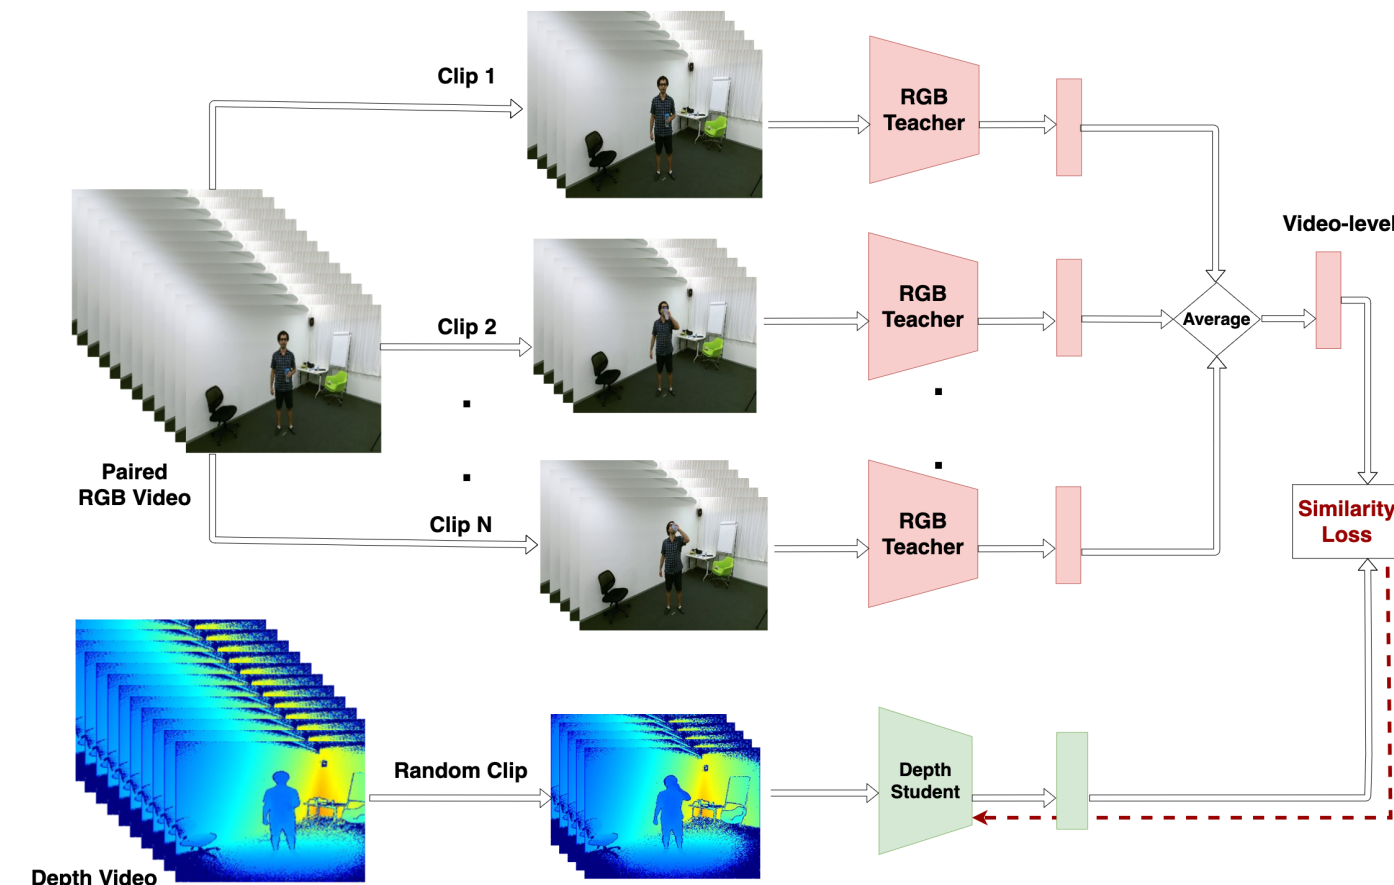 Clip 1
RGB
Teacher
Video-level
Clip 2
RGB
Teacher
Average
Paired
RGB Video
Clip N
RGB
Teacher
Similarity
Loss
Random Clip
Depth
Student
Depth Video